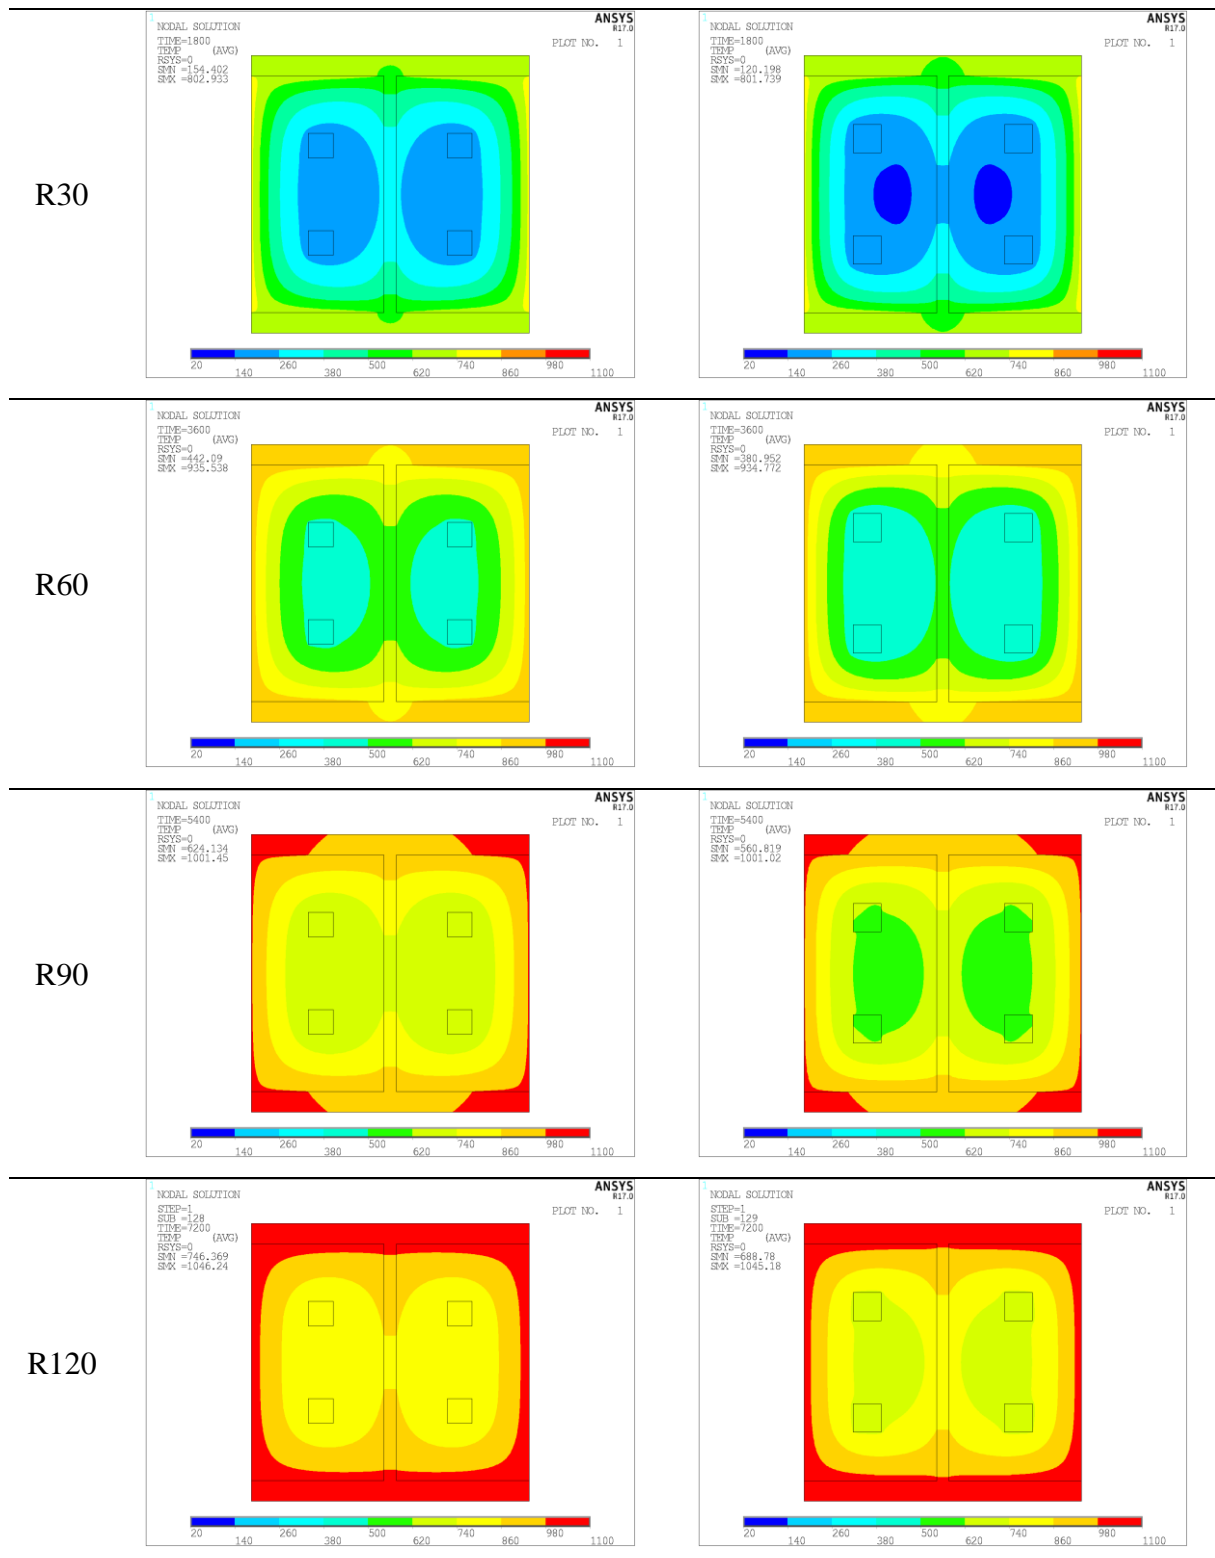 1
NODAL SOLUTION
TIME=1800
TEMP (AVG)
RSYS=0
SMN =154.402
SMX =802.933
ANSYS
R17.0
PLOT NO. 1
20 140 260 380 500 620 740 860 980 1100
1
NODAL SOLUTION
TIME=1800
TEMP (AVG)
RSYS=0
SMN =120.198
SMX =801.739
ANSYS
R17.0
PLOT NO. 1
20 140 260 380 500 620 740 860 980 1100
R30
1
NODAL SOLUTION
TIME=3600
TEMP (AVG)
RSYS=0
SMN =442.09
SMX =935.538
ANSYS
R17.0
PLOT NO. 1
20 140 260 380 500 620 740 860 980 1100
1
NODAL SOLUTION
TIME=3600
TEMP (AVG)
RSYS=0
SMN =380.952
SMX =934.772
ANSYS
R17.0
PLOT NO. 1
20 140 260 380 500 620 740 860 980 1100
R60
1
NODAL SOLUTION
TIME=5400
TEMP (AVG)
RSYS=0
SMN =624.134
SMX =1001.45
ANSYS
R17.0
PLOT NO. 1
20 140 260 380 500 620 740 860 980 1100
1
NODAL SOLUTION
TIME=5400
TEMP (AVG)
RSYS=0
SMN =560.819
SMX =1001.02
ANSYS
R17.0
PLOT NO. 1
20 140 260 380 500 620 740 860 980 1100
R90
1
NODAL SOLUTION
STEP=1
SUB =128
TIME=7200
TEMP (AVG)
RSYS=0
SMN =746.369
SMX =1046.24
ANSYS
R17.0
PLOT NO. 1
20 140 260 380 500 620 740 860 980 1100
1
NODAL SOLUTION
STEP=1
SUB =129
TIME=7200
TEMP (AVG)
RSYS=0
SMN =688.78
SMX =1045.18
ANSYS
R17.0
PLOT NO. 1
20 140 260 380 500 620 740 860 980 1100
R120